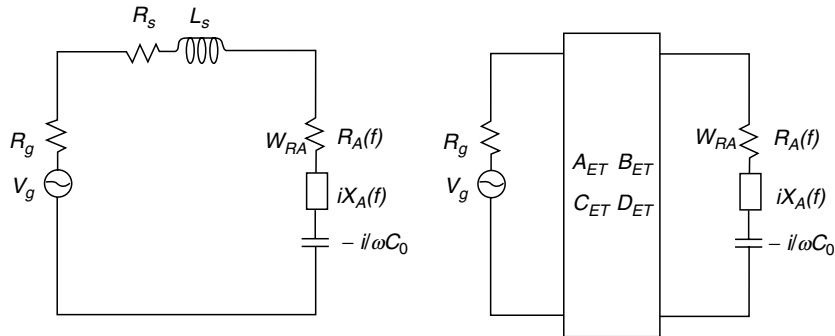 R_s L_s
R_g
V_g
W_RA R_A(f)
iX_A(f)
– i/ωC_0
R_g
V_g
A_ET B_ET
C_ET D_ET
W_RA R_A(f)
iX_A(f)
– i/ωC_0